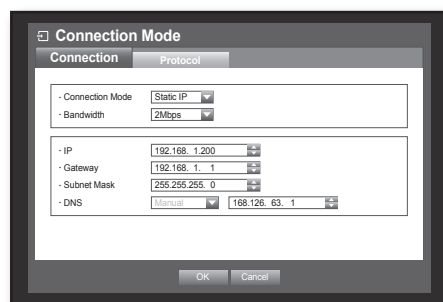 Connection Mode
Connection Protocol
· Connection Mode Static IP
· Bandwidth 2Mbps
· IP 192.168. 1.200
· Gateway 192.168. 1. 1
· Subnet Mask 255.255.255. 0
· DNS Manual 168.126. 63. 1
OK Cancel